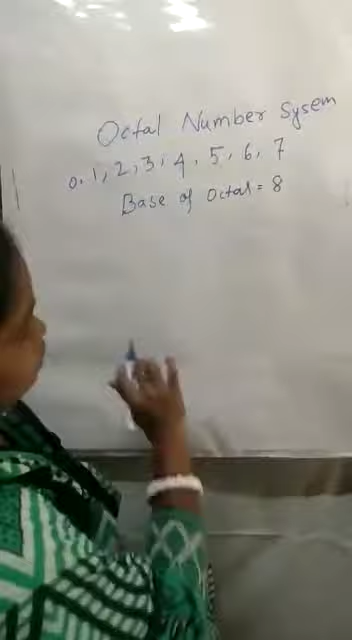 Octal Number Sysem
0, 1, 2, 3, 4, 5, 6, 7
Base of Octal = 8